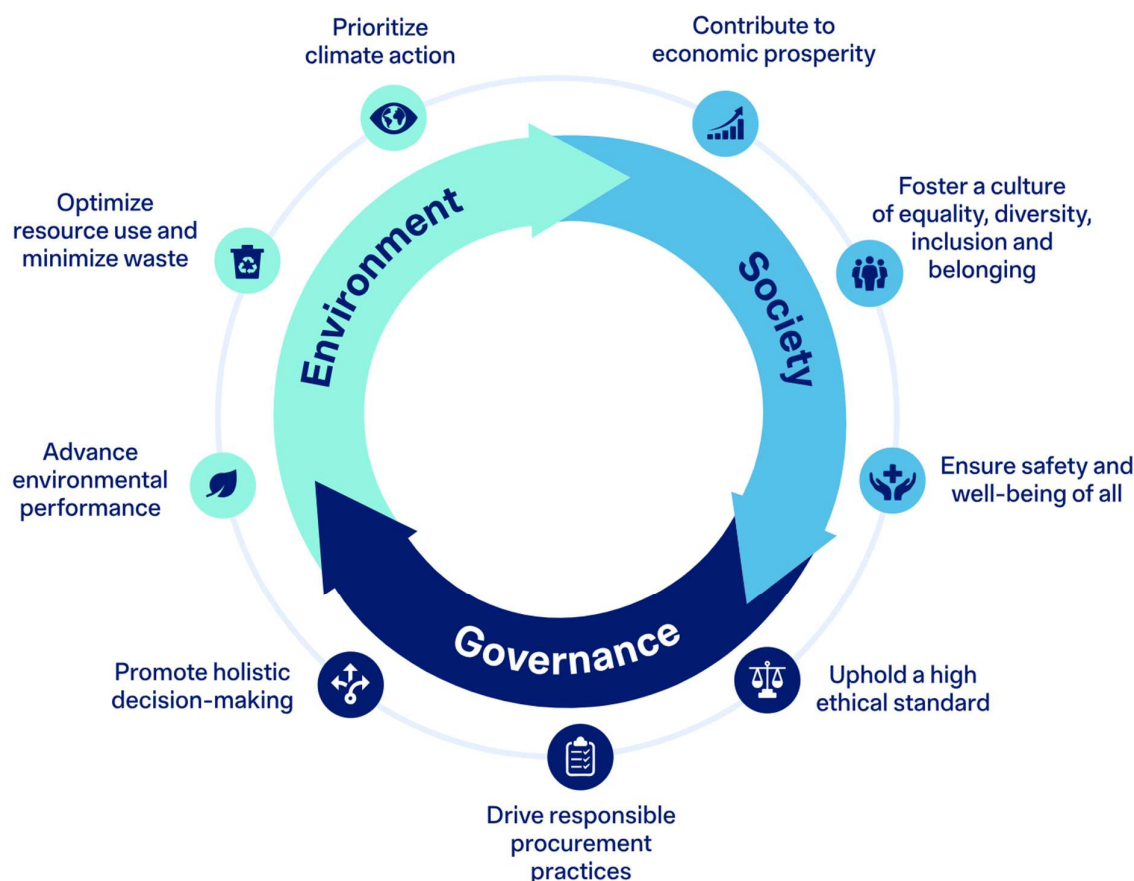 Prioritize
climate action
Contribute to
economic prosperity
Foster a culture
of equality, diversity,
inclusion and
belonging
Ensure safety and
well-being of all
Uphold a high
ethical standard
Drive responsible
procurement
practices
Promote holistic
decision-making
Advance
environmental
performance
Optimize
resource use and
minimize waste
Environment
Society
Governance